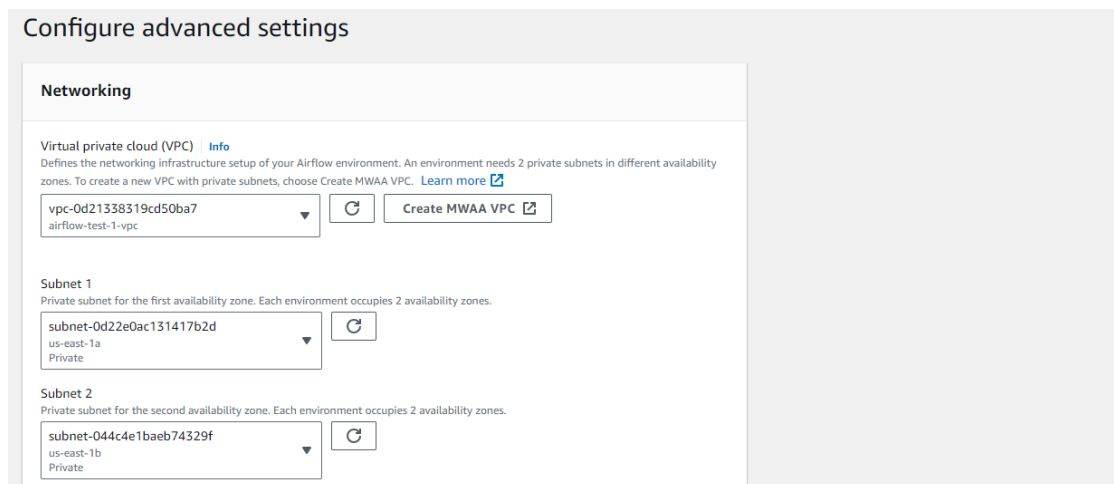 Configure advanced settings
Networking
Virtual private cloud (VPC) Info
Defines the networking infrastructure setup of your Airflow environment. An environment needs 2 private subnets in different availability
zones. To create a new VPC with private subnets, choose Create MWAA VPC. Learn more
vpc-0d21338319cd50ba7
airflow-test-1-vpc
Create MWAA VPC
Subnet 1
Private subnet for the first availability zone. Each environment occupies 2 availability zones.
subnet-0d22e0ac131417b2d
us-east-1a
Private
Subnet 2
Private subnet for the second availability zone. Each environment occupies 2 availability zones.
subnet-044c4e1baeb74329f
us-east-1b
Private